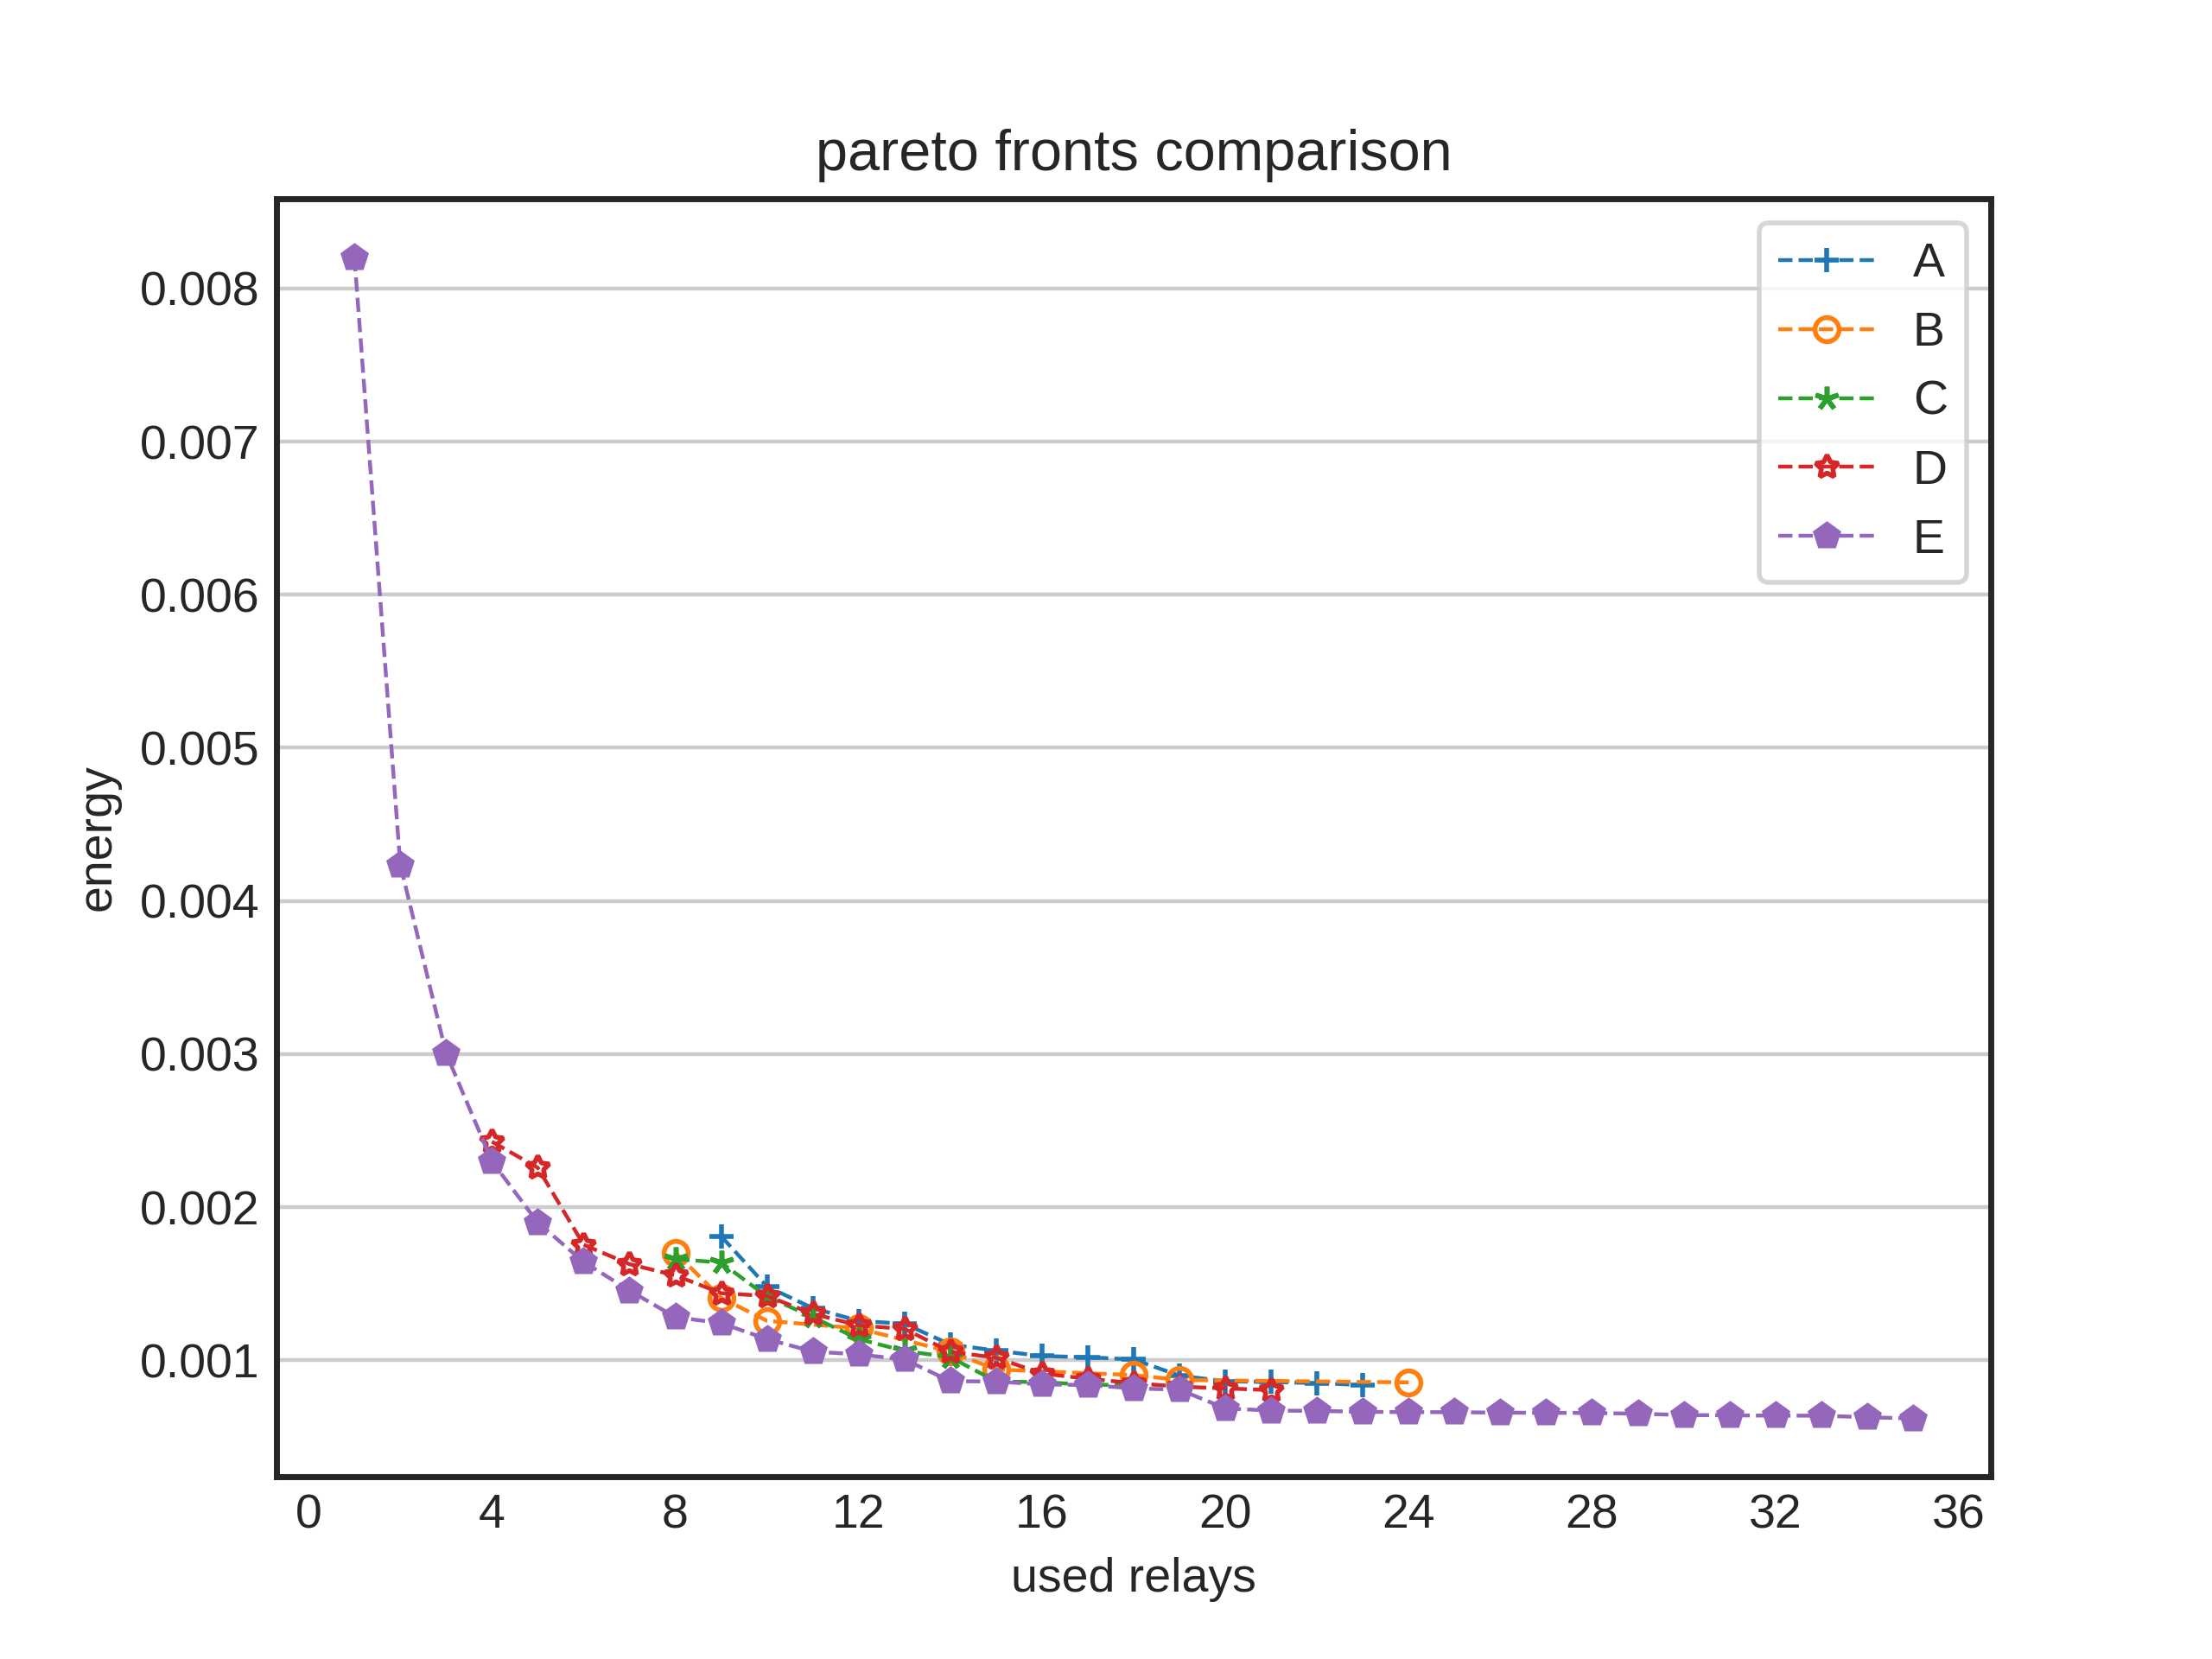 pareto fronts comparison
A
B
C
D
E
0.008
0.007
0.006
0.005
0.004
0.003
0.002
0.001
energy
0 4 8 12 16 20 24 28 32 36
used relays